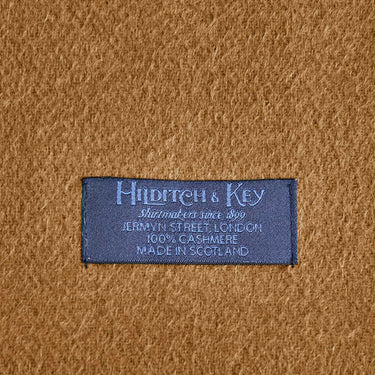 HILDITCH & KEY
Shirtmakers since 1899
JERMYN STREET, LONDON
100% CASHMERE
MADE IN SCOTLAND